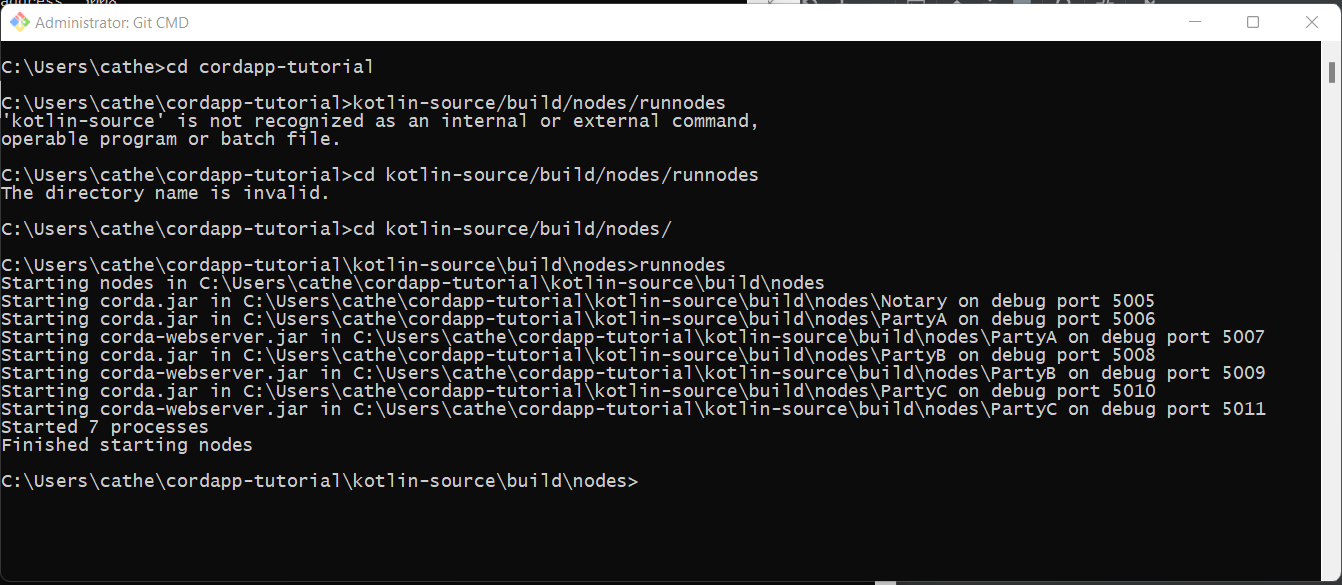 Administrator: Git CMD
C:\Users\cathe>cd cordapp-tutorial
C:\Users\cathe\cordapp-tutorial>kotlin-source/build/nodes/runnodes
'kotlin-source' is not recognized as an internal or external command,
operable program or batch file.
C:\Users\cathe\cordapp-tutorial>cd kotlin-source/build/nodes/runnodes
The directory name is invalid.
C:\Users\cathe\cordapp-tutorial>cd kotlin-source/build/nodes/
C:\Users\cathe\cordapp-tutorial\kotlin-source\build\nodes>runnodes
Starting nodes in C:\Users\cathe\cordapp-tutorial\kotlin-source\build\nodes
Starting corda.jar in C:\Users\cathe\cordapp-tutorial\kotlin-source\build\nodes\Notary on debug port 5005
Starting corda.jar in C:\Users\cathe\cordapp-tutorial\kotlin-source\build\nodes\PartyA on debug port 5006
Starting corda-webserver.jar in C:\Users\cathe\cordapp-tutorial\kotlin-source\build\nodes\PartyA on debug port 5007
Starting corda.jar in C:\Users\cathe\cordapp-tutorial\kotlin-source\build\nodes\PartyB on debug port 5008
Starting corda-webserver.jar in C:\Users\cathe\cordapp-tutorial\kotlin-source\build\nodes\PartyB on debug port 5009
Starting corda.jar in C:\Users\cathe\cordapp-tutorial\kotlin-source\build\nodes\PartyC on debug port 5010
Starting corda-webserver.jar in C:\Users\cathe\cordapp-tutorial\kotlin-source\build\nodes\PartyC on debug port 5011
Started 7 processes
Finished starting nodes
C:\Users\cathe\cordapp-tutorial\kotlin-source\build\nodes>